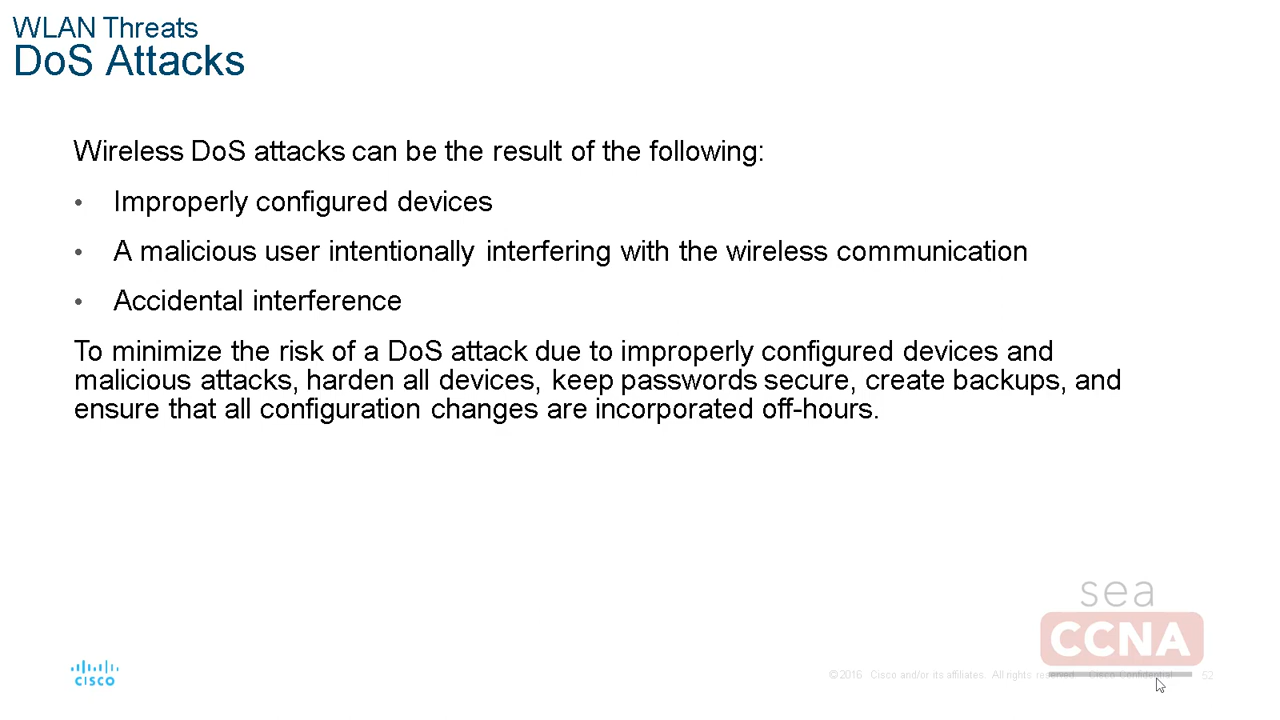 WLAN Threats
DoS Attacks
Wireless DoS attacks can be the result of the following:
• Improperly configured devices
• A malicious user intentionally interfering with the wireless communication
• Accidental interference
To minimize the risk of a DoS attack due to improperly configured devices and
malicious attacks, harden all devices, keep passwords secure, create backups, and
ensure that all configuration changes are incorporated off-hours.
sea
CCNA
CISCO
© 2016 Cisco and/or its affiliates. All rights reserved. Cisco Confidential 52